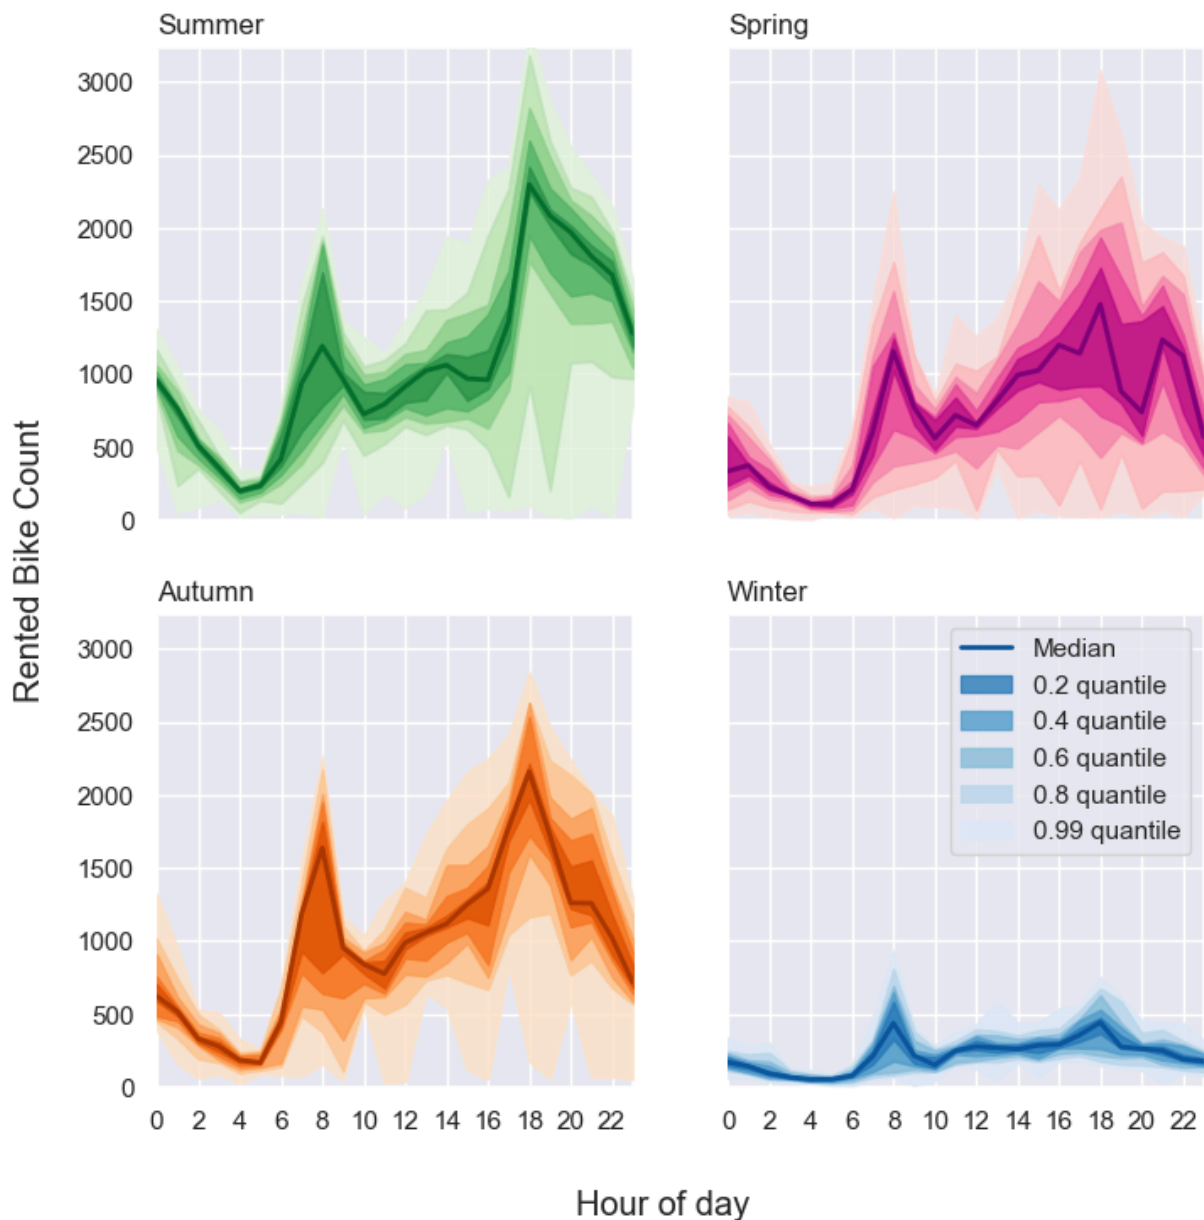 Summer
Spring
3000
2500
2000
1500
1000
500
0
Autumn
Winter
3000
2500
2000
1500
1000
500
0
Median
0.2 quantile
0.4 quantile
0.6 quantile
0.8 quantile
0.99 quantile
0 2 4 6 8 10 12 14 16 18 20 22
0 2 4 6 8 10 12 14 16 18 20 22
Rented Bike Count
Hour of day